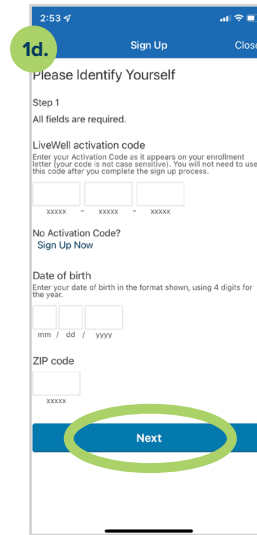 2:53
1d.
Sign Up
Close
Please Identify Yourself
Step 1
All fields are required.
LiveWell activation code
Enter your Activation Code as it appears on your enrollment
letter (your code is not case sensitive). You will not need to use
this code after you complete the sign up process.
xxxxx - xxxxx - xxxxx
No Activation Code?
Sign Up Now
Date of birth
Enter your date of birth in the format shown, using 4 digits for
the year.
mm / dd / yyyy
ZIP code
xxxxx
Next